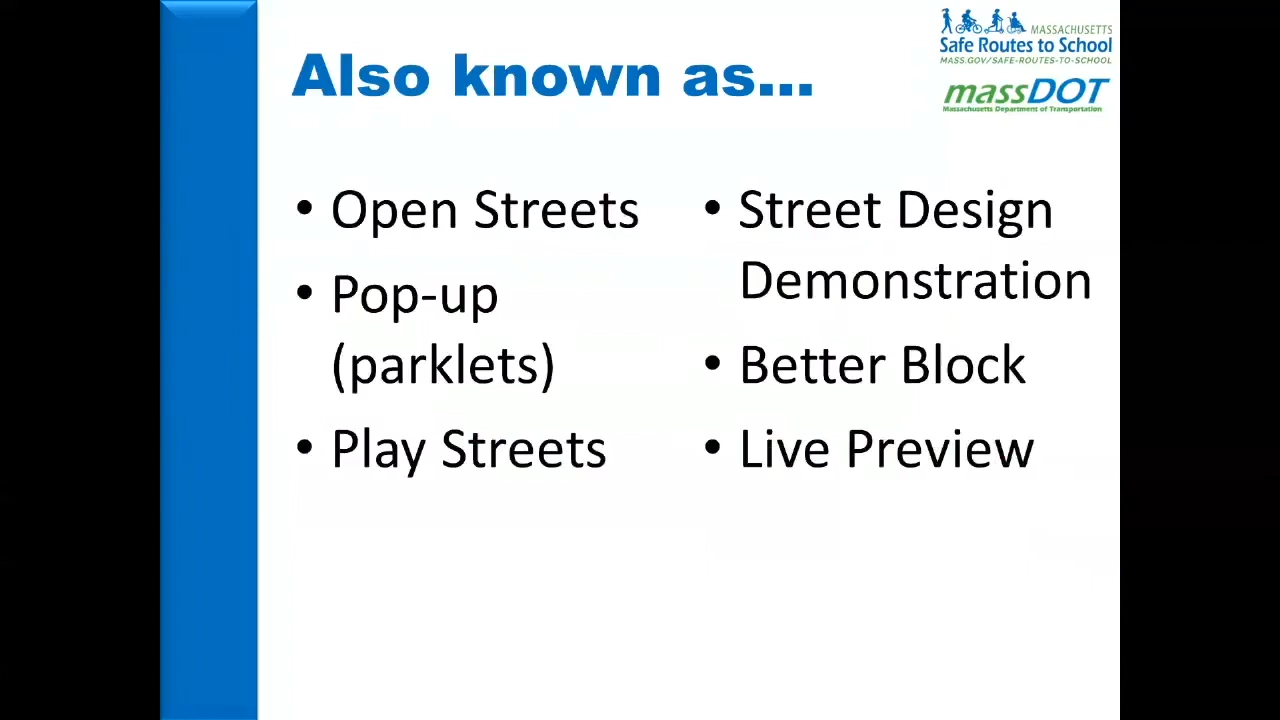 Also known as...
MASSACHUSETTS
Safe Routes to School
MASS.GOV/SAFE-ROUTES-TO-SCHOOL
massDOT
Massachusetts Department of Transportation
• Open Streets
• Pop-up
(parklets)
• Play Streets
• Street Design
Demonstration
• Better Block
• Live Preview